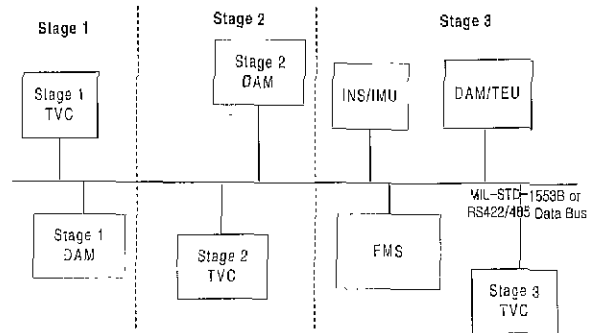 Stage 1
Stage 2
Stage 3
Stage 1
TVC
Stage 2
DAM
INS/IMU
DAM/TEU
MIL-STD-1553B or
RS422/485 Data Bus
Stage 1
DAM
Stage 2
TVC
FMS
Stage 3
TVC